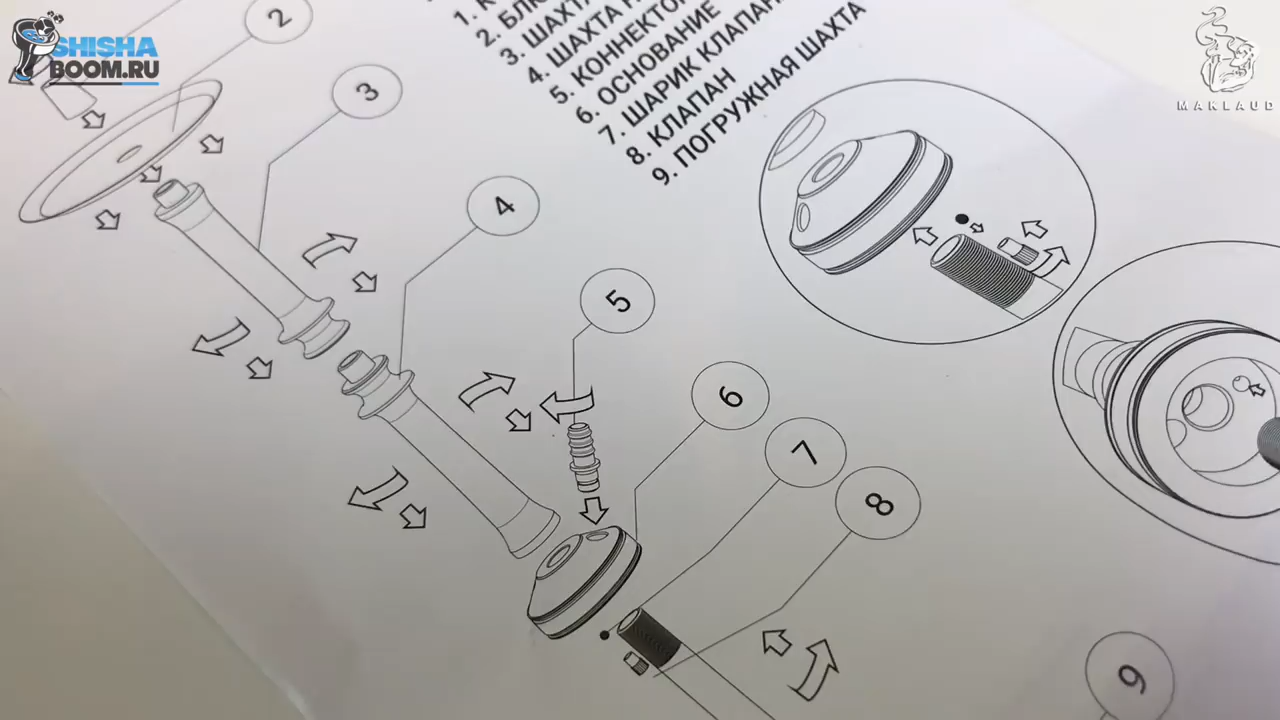 SHISHA
BOOM.RU
MAKLAUD
1.
2.
3. ШАХТА
4. ШАХТА
5. КОННЕКТОР
6. ОСНОВАНИЕ
7. ШАРИК КЛАПАНА
8. КЛАПАН
9. ПОГРУЖНАЯ ШАХТА
2
3
4
5
6
7
8
9